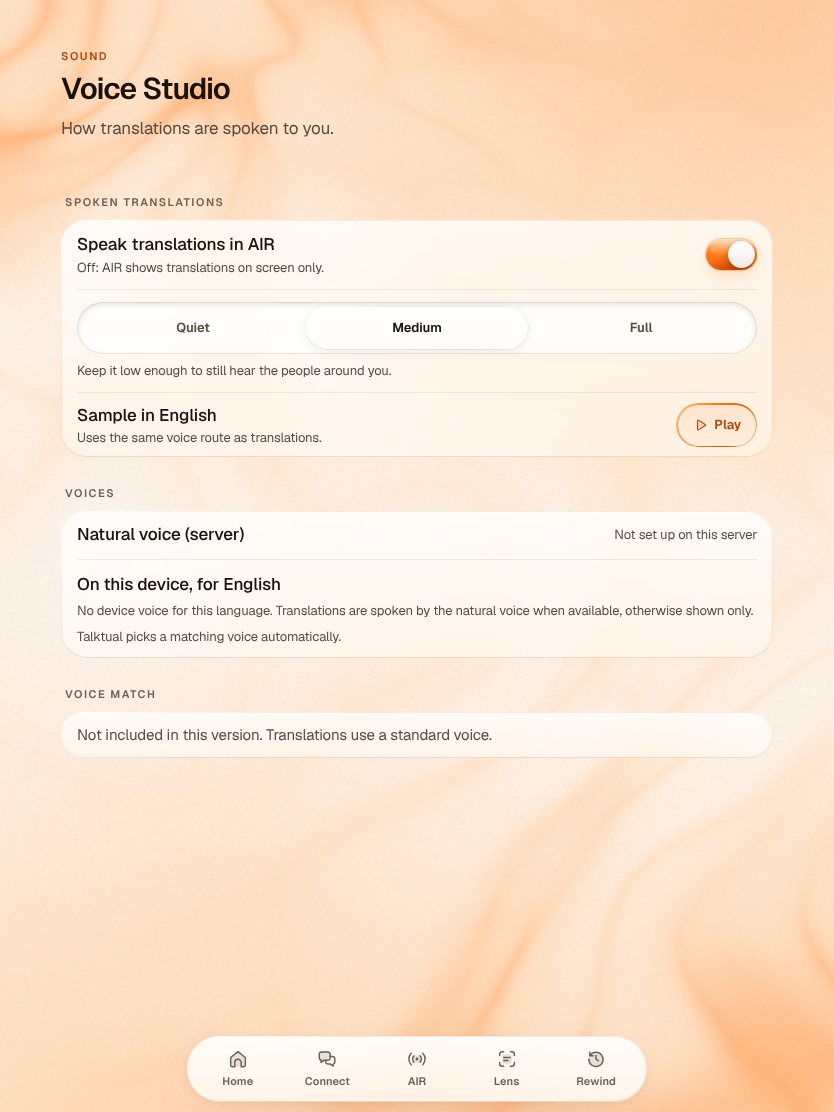 SOUND
Voice Studio
How translations are spoken to you.
SPOKEN TRANSLATIONS
Speak translations in AIR
Off: AIR shows translations on screen only.
Quiet
Medium
Full
Keep it low enough to still hear the people around you.
Sample in English
Uses the same voice route as translations.
Play
VOICES
Natural voice (server)
Not set up on this server
On this device, for English
No device voice for this language. Translations are spoken by the natural voice when available, otherwise shown only.
Talktual picks a matching voice automatically.
VOICE MATCH
Not included in this version. Translations use a standard voice.
Home
Connect
AIR
Lens
Rewind